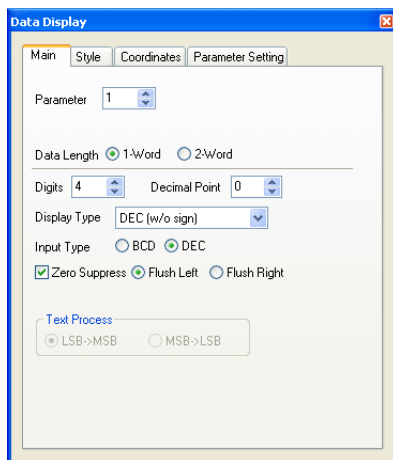 Data Display
Main Style Coordinates Parameter Setting
Parameter 1
Data Length 1-Word 2-Word
Digits 4 Decimal Point 0
Display Type DEC (w/o sign)
Input Type BCD DEC
Zero Suppress Flush Left Flush Right
Text Process
LSB->MSB MSB->LSB